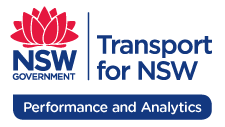 NSW
GOVERNMENT
Transport
for NSW
Performance and Analytics